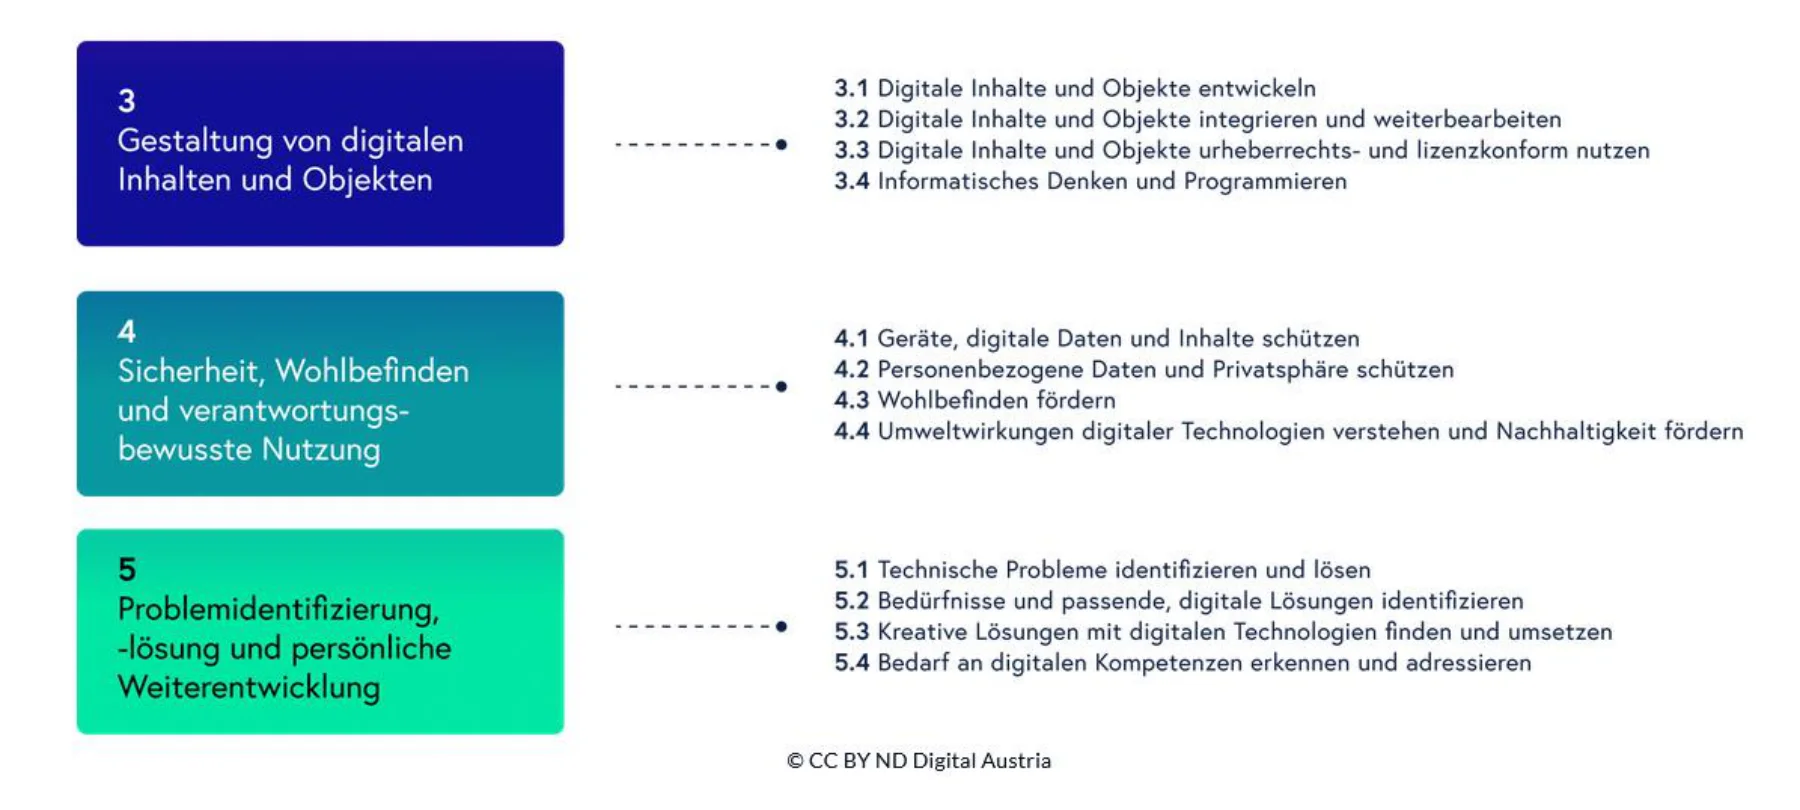 3
Gestaltung von digitalen
Inhalten und Objekten
3.1 Digitale Inhalte und Objekte entwickeln
3.2 Digitale Inhalte und Objekte integrieren und weiterbearbeiten
3.3 Digitale Inhalte und Objekte urheberrechts- und lizenzkonform nutzen
3.4 Informatisches Denken und Programmieren
4
Sicherheit, Wohlbefinden
und verantwortungs-
bewusste Nutzung
4.1 Geräte, digitale Daten und Inhalte schützen
4.2 Personenbezogene Daten und Privatsphäre schützen
4.3 Wohlbefinden fördern
4.4 Umweltwirkungen digitaler Technologien verstehen und Nachhaltigkeit fördern
5
Problemidentifizierung,
-lösung und persönliche
Weiterentwicklung
5.1 Technische Probleme identifizieren und lösen
5.2 Bedürfnisse und passende, digitale Lösungen identifizieren
5.3 Kreative Lösungen mit digitalen Technologien finden und umsetzen
5.4 Bedarf an digitalen Kompetenzen erkennen und adressieren
© CC BY ND Digital Austria